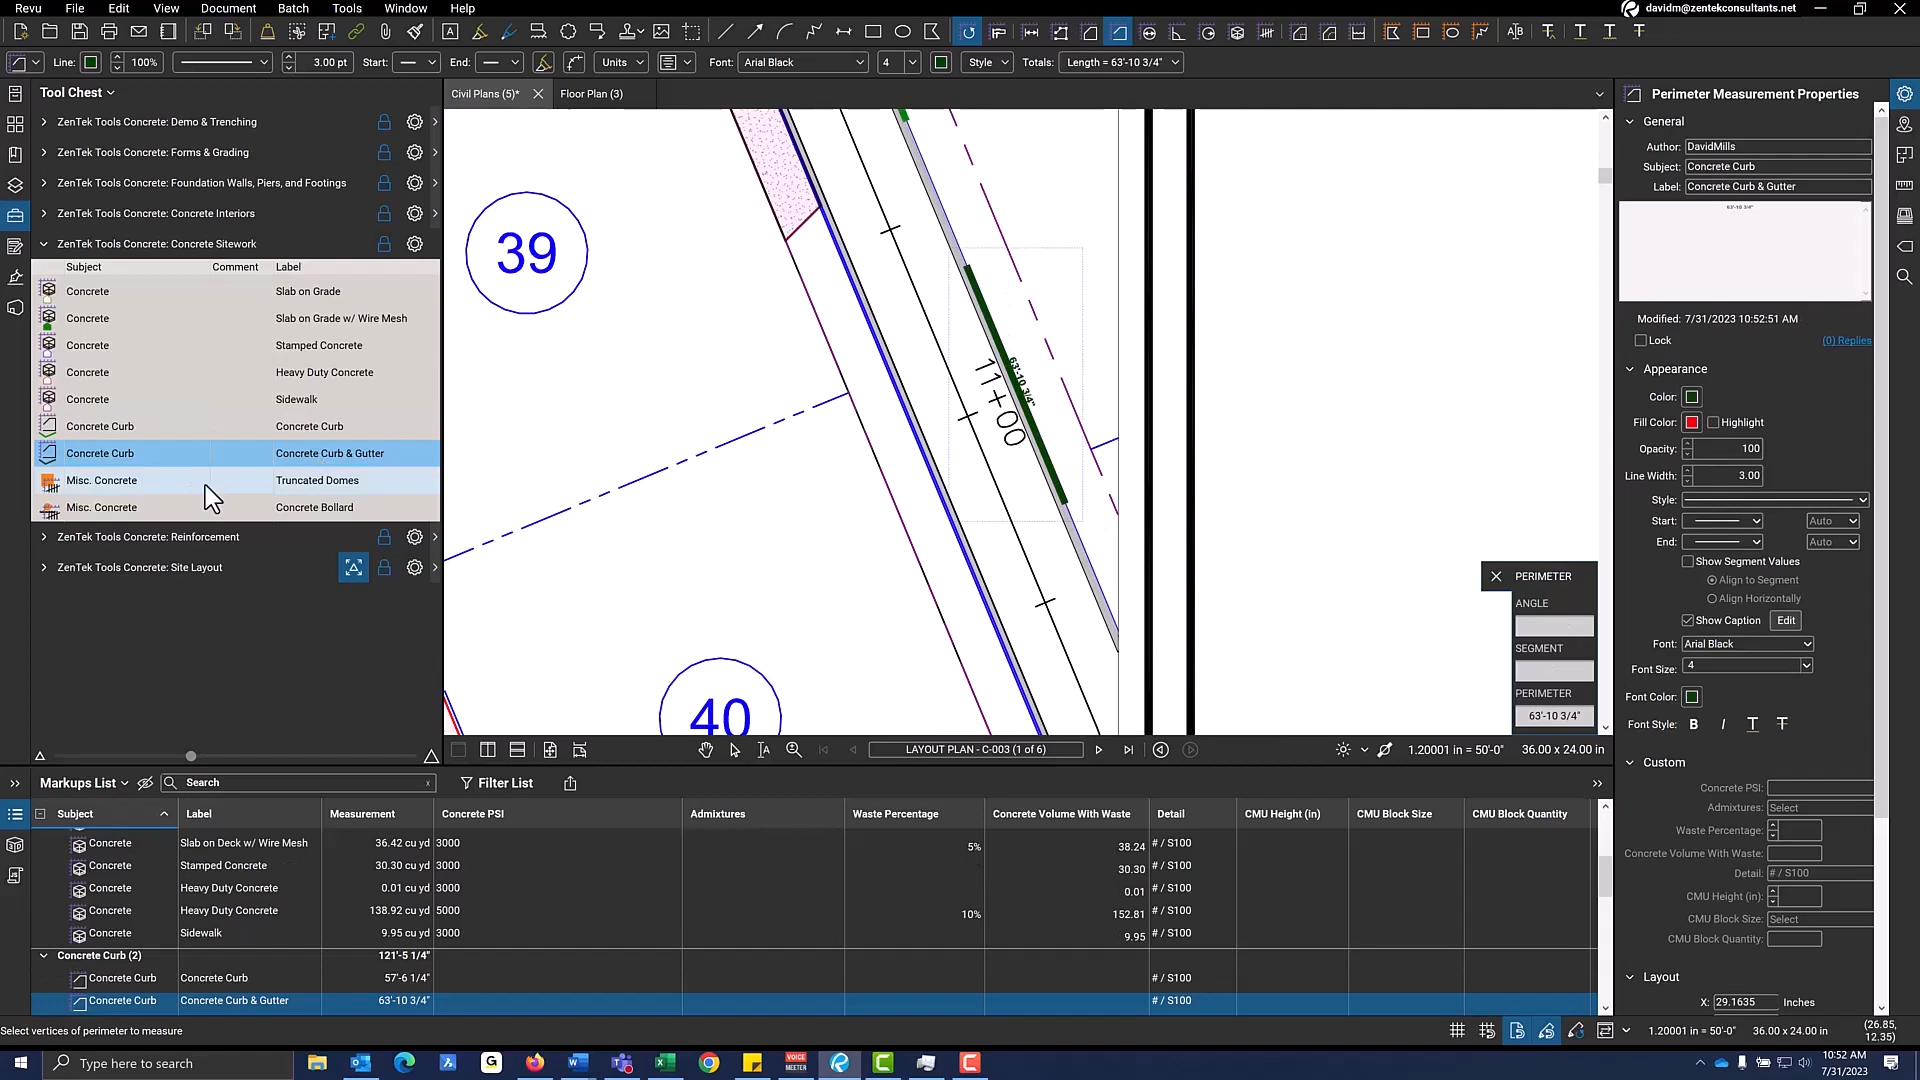 Revu File Edit View Document Batch Tools Window Help davidm@zentekconsultants.net
Line: 100% 3.00 pt Start: End: Units Font: Arial Black 4 Style Totals: Length = 63'-10 3/4"
Tool Chest
ZenTek Tools Concrete: Demo & Trenching
ZenTek Tools Concrete: Forms & Grading
ZenTek Tools Concrete: Foundation Walls, Piers, and Footings
ZenTek Tools Concrete: Concrete Interiors
ZenTek Tools Concrete: Concrete Sitework
Subject Comment Label
Concrete Slab on Grade
Concrete Slab on Grade w/ Wire Mesh
Concrete Stamped Concrete
Concrete Heavy Duty Concrete
Concrete Sidewalk
Concrete Curb Concrete Curb
Concrete Curb Concrete Curb & Gutter
Misc. Concrete Truncated Domes
Misc. Concrete Concrete Bollard
ZenTek Tools Concrete: Reinforcement
ZenTek Tools Concrete: Site Layout
Civil Plans (5)* Floor Plan (3)
39
11+00
63'-10 3/4"
40
PERIMETER
ANGLE
SEGMENT
PERIMETER
63'-10 3/4"
LAYOUT PLAN - C-003 (1 of 6) 1.20001 in = 50'-0" 36.00 x 24.00 in
Perimeter Measurement Properties
General
Author: DavidMills
Subject: Concrete Curb
Label: Concrete Curb & Gutter
63'-10 3/4"
Modified: 7/31/2023 10:52:51 AM
Lock (0) Replies
Appearance
Color:
Fill Color: Highlight
Opacity: 100
Line Width: 3.00
Style:
Start: Auto
End: Auto
Show Segment Values
Align to Segment
Align Horizontally
Show Caption Edit
Font: Arial Black
Font Size: 4
Font Color:
Font Style: B I T T
Custom
Concrete PSI:
Admixtures: Select
Waste Percentage:
Concrete Volume With Waste:
Detail: # / S100
CMU Height (in):
CMU Block Size: Select
CMU Block Quantity:
Layout
X: 29.1635 Inches
Markups List Search x Filter List
Subject Label Measurement Concrete PSI Admixtures Waste Percentage Concrete Volume With Waste Detail CMU Height (in) CMU Block Size CMU Block Quantity
Concrete Slab on Deck w/ Wire Mesh 36.42 cu yd 3000 5% 38.24 # / S100
Concrete Stamped Concrete 30.30 cu yd 3000 30.30 # / S100
Concrete Heavy Duty Concrete 0.01 cu yd 3000 0.01 # / S100
Concrete Heavy Duty Concrete 138.92 cu yd 5000 10% 152.81 # / S100
Concrete Sidewalk 9.95 cu yd 3000 9.95 # / S100
Concrete Curb (2) 121'-5 1/4"
Concrete Curb Concrete Curb 57'-6 1/4" # / S100
Concrete Curb Concrete Curb & Gutter 63'-10 3/4" # / S100
Select vertices of perimeter to measure 1.20001 in = 50'-0" 36.00 x 24.00 in (26.85, 12.35)
Type here to search
VOICE MEETER
10:52 AM
7/31/2023